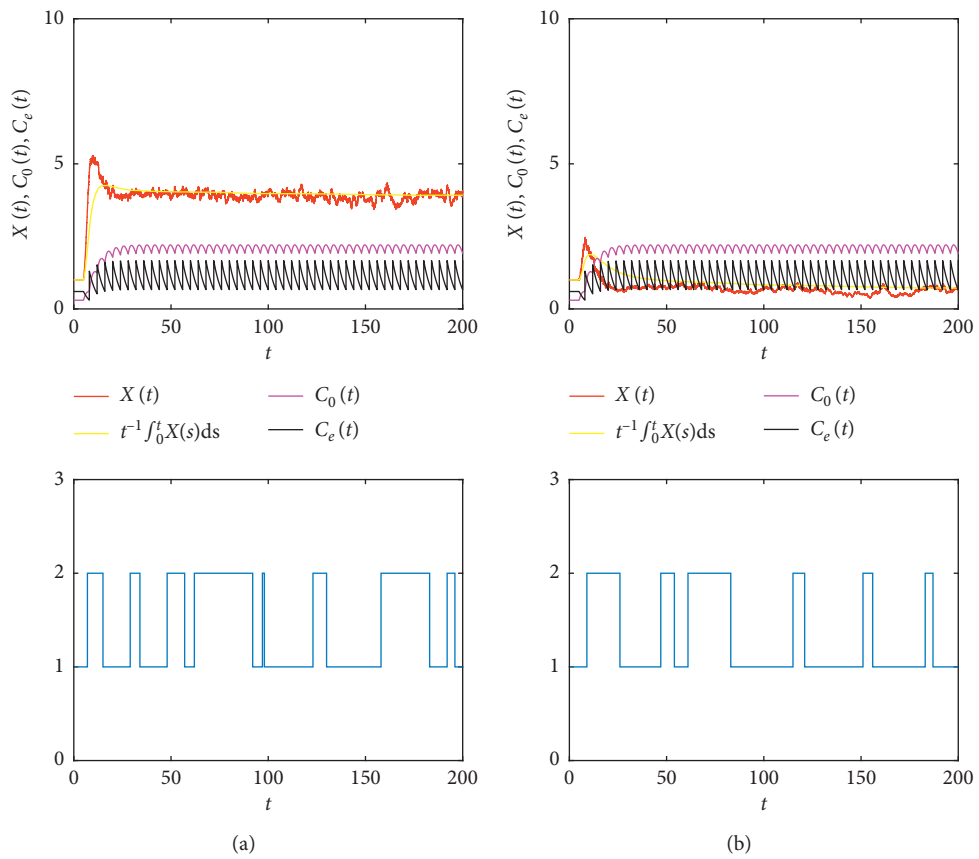 10
5
0
0 50 100 150 200
t
X (t), C₀ (t), Cₑ (t)
X (t)
t⁻¹ ∫₀ᵗ X(s)ds
C₀ (t)
Cₑ (t)
10
5
0
0 50 100 150 200
t
X (t), C₀ (t), Cₑ (t)
X (t)
t⁻¹ ∫₀ᵗ X(s)ds
C₀ (t)
Cₑ (t)
3
2
1
0
0 50 100 150 200
t
(a)
3
2
1
0
0 50 100 150 200
t
(b)